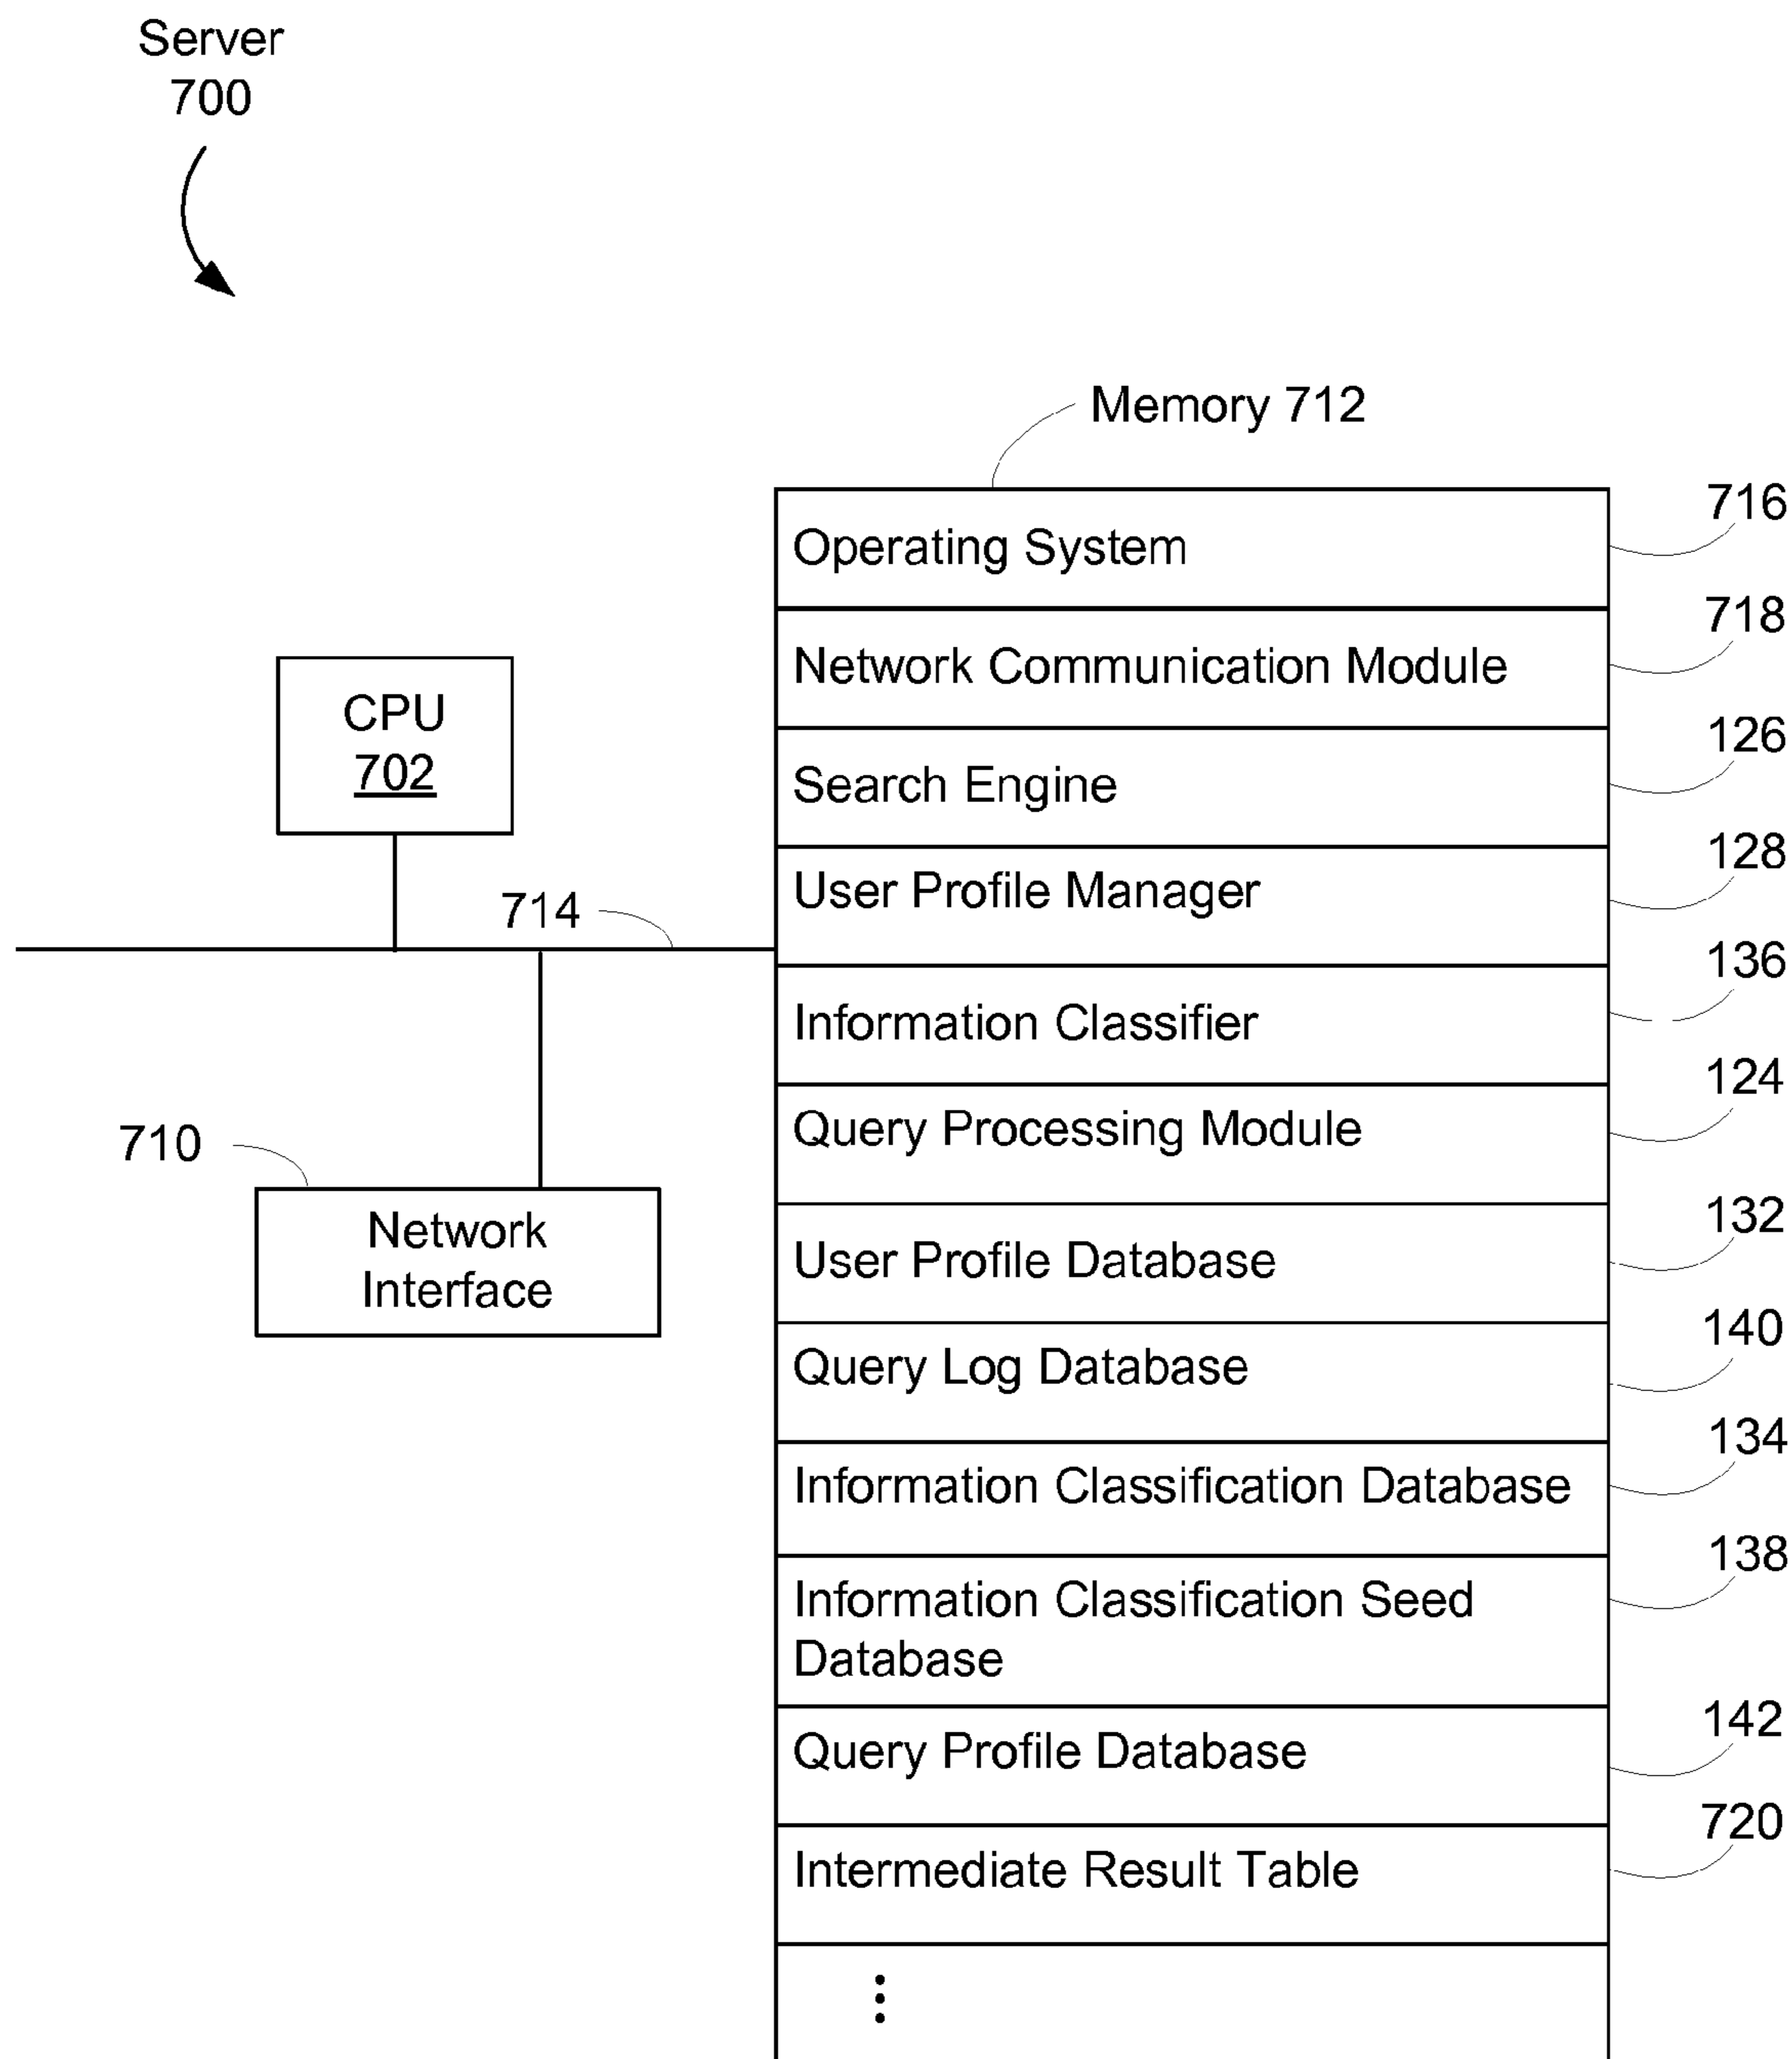 Server
700
Memory 712
Operating System
716
Network Communication Module
718
Search Engine
126
User Profile Manager
128
Information Classifier
136
Query Processing Module
124
User Profile Database
132
Query Log Database
140
Information Classification Database
134
Information Classification Seed
Database
138
Query Profile Database
142
Intermediate Result Table
720
CPU
702
714
710
Network
Interface